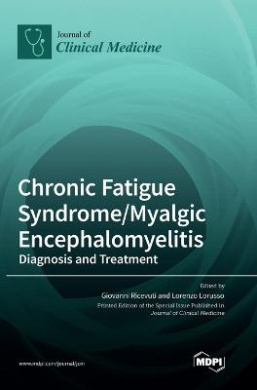 Journal of
Clinical Medicine
Chronic Fatigue
Syndrome/Myalgic
Encephalomyelitis
Diagnosis and Treatment
Edited by
Giovanni Ricevuti and Lorenzo Lorusso
Printed Edition of the Special Issue Published in
Journal of Clinical Medicine
www.mdpi.com/journal/jcm
MDPI